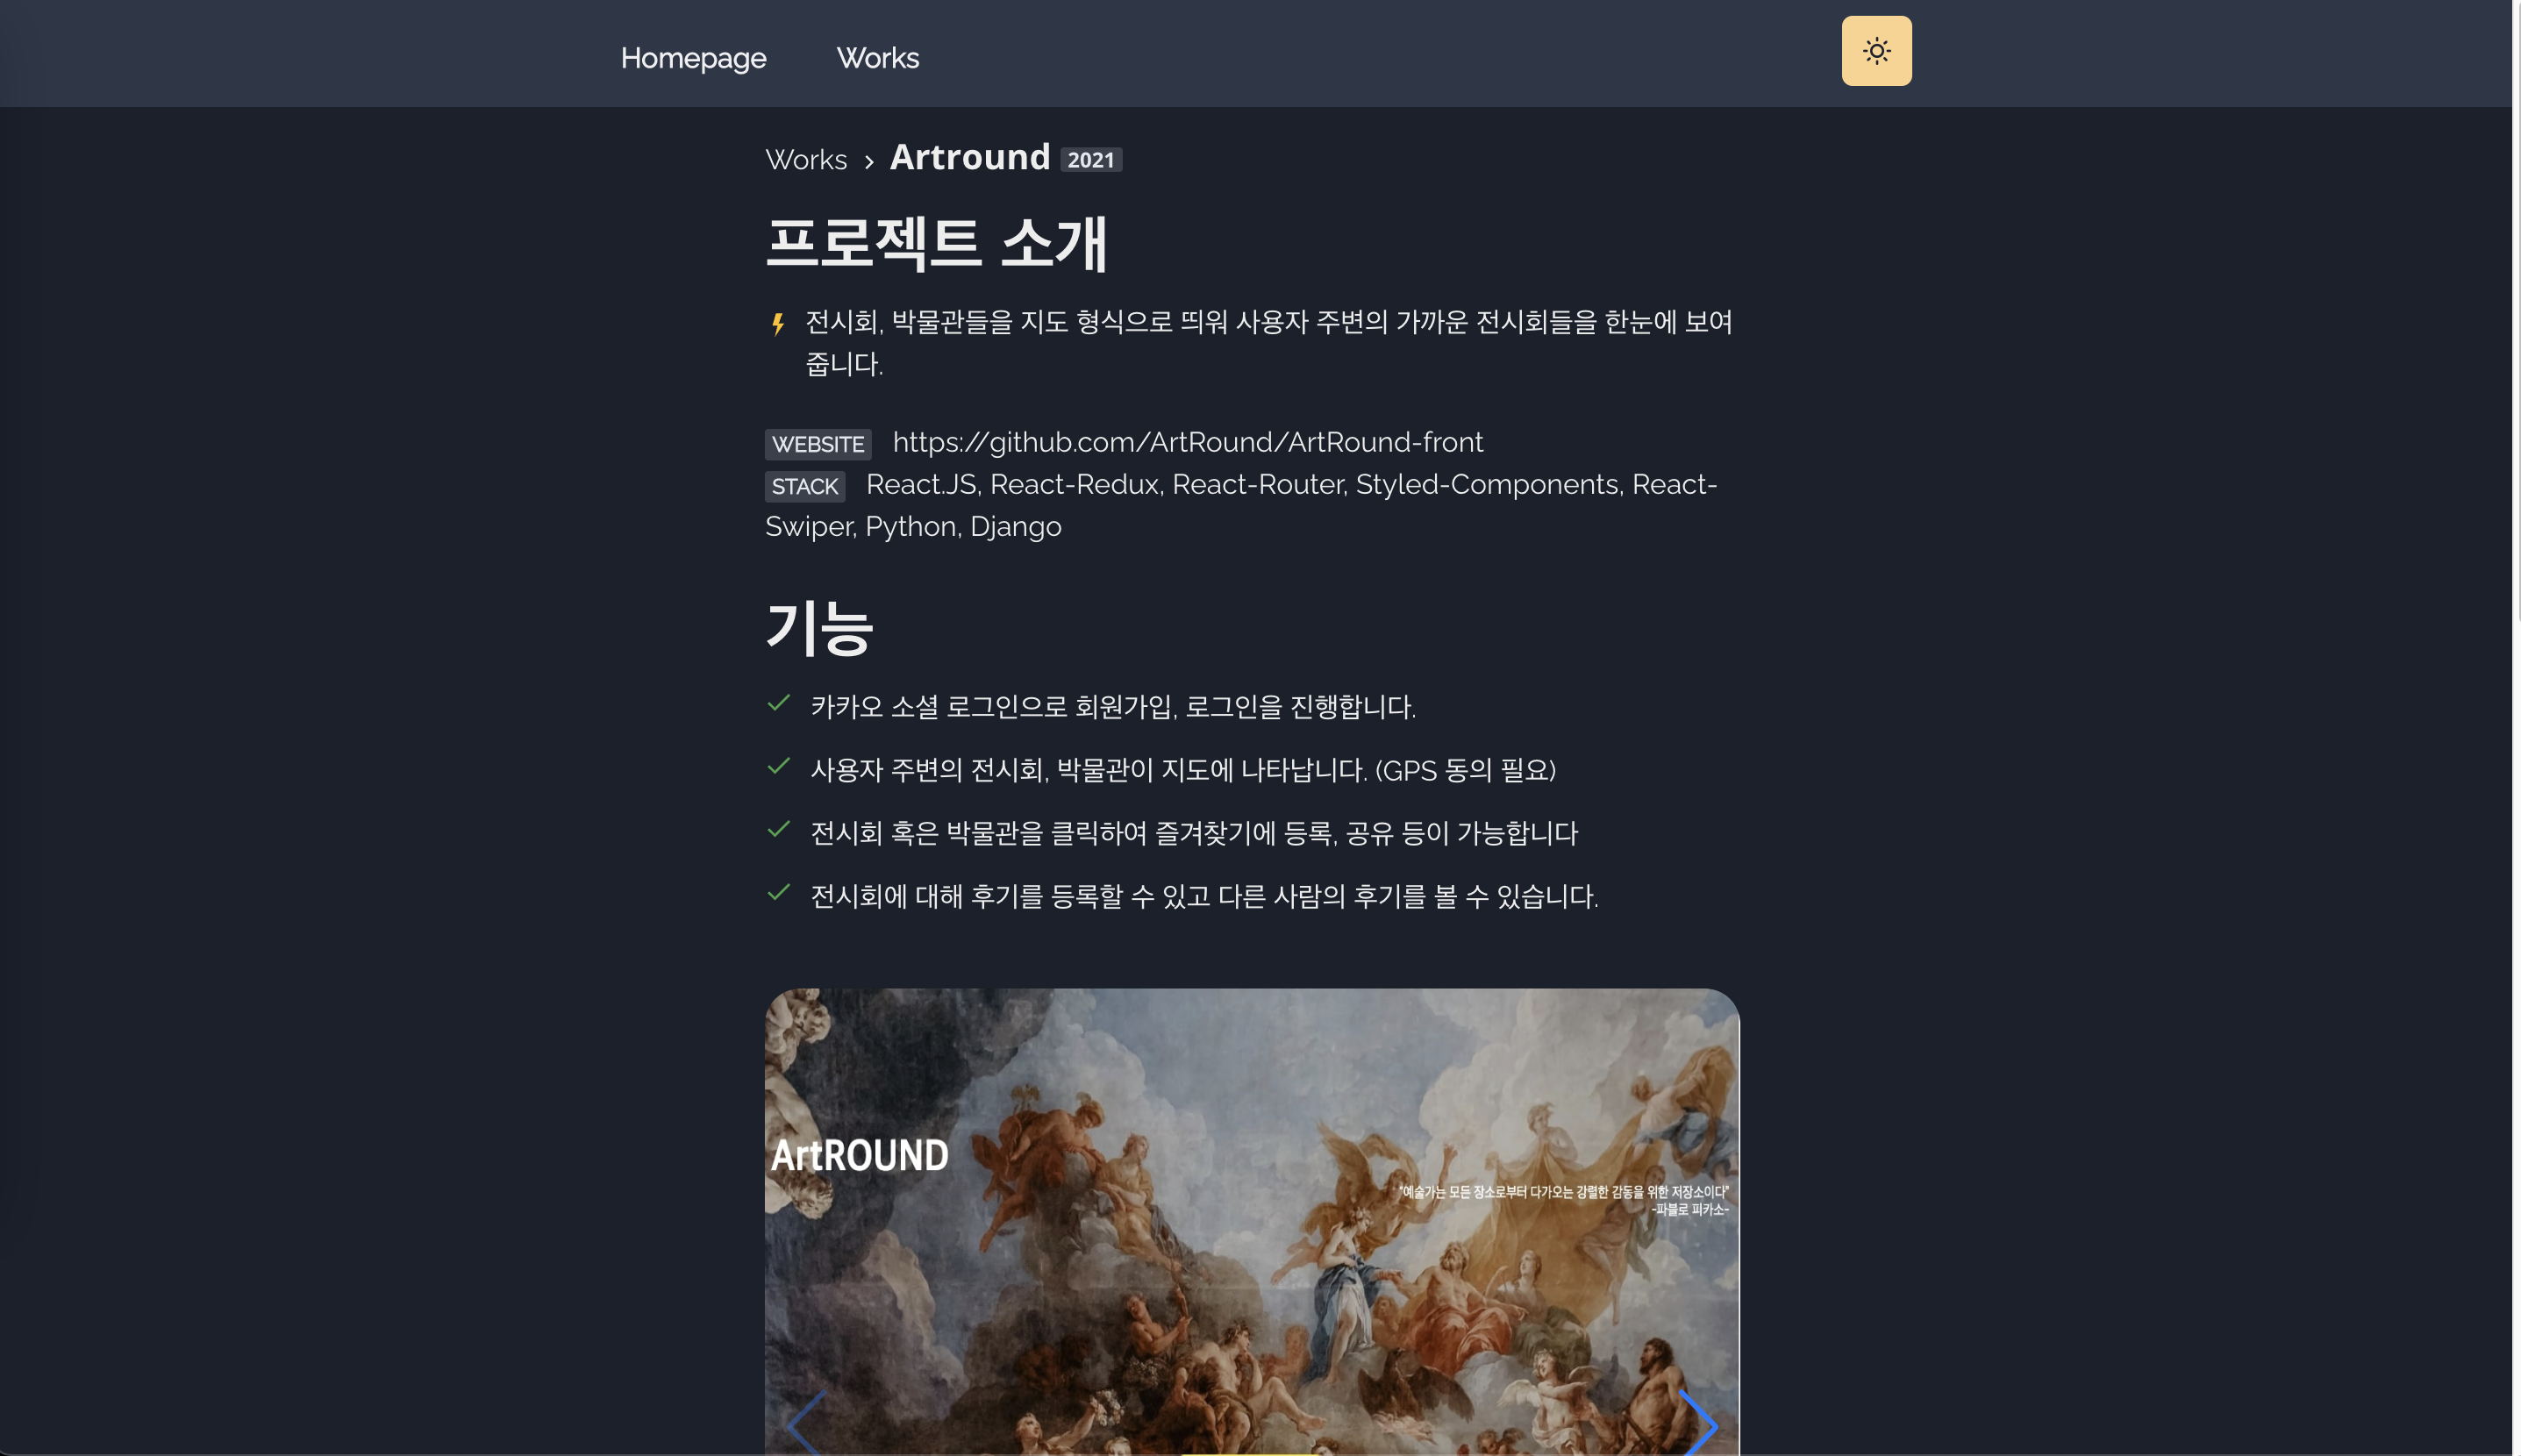 Homepage Works
Works > Artround 2021
프로젝트 소개
전시회, 박물관들을 지도 형식으로 띄워 사용자 주변의 가까운 전시회들을 한눈에 보여
줍니다.
WEBSITE https://github.com/ArtRound/ArtRound-front
STACK React.JS, React-Redux, React-Router, Styled-Components, React-
Swiper, Python, Django
기능
카카오 소셜 로그인으로 회원가입, 로그인을 진행합니다.
사용자 주변의 전시회, 박물관이 지도에 나타납니다. (GPS 동의 필요)
전시회 혹은 박물관을 클릭하여 즐겨찾기에 등록, 공유 등이 가능합니다
전시회에 대해 후기를 등록할 수 있고 다른 사람의 후기를 볼 수 있습니다.
ArtROUND
"예술가는 모든 장소로부터 다가오는 강렬한 감동을 위한 저장소이다"
-파블로 피카소-